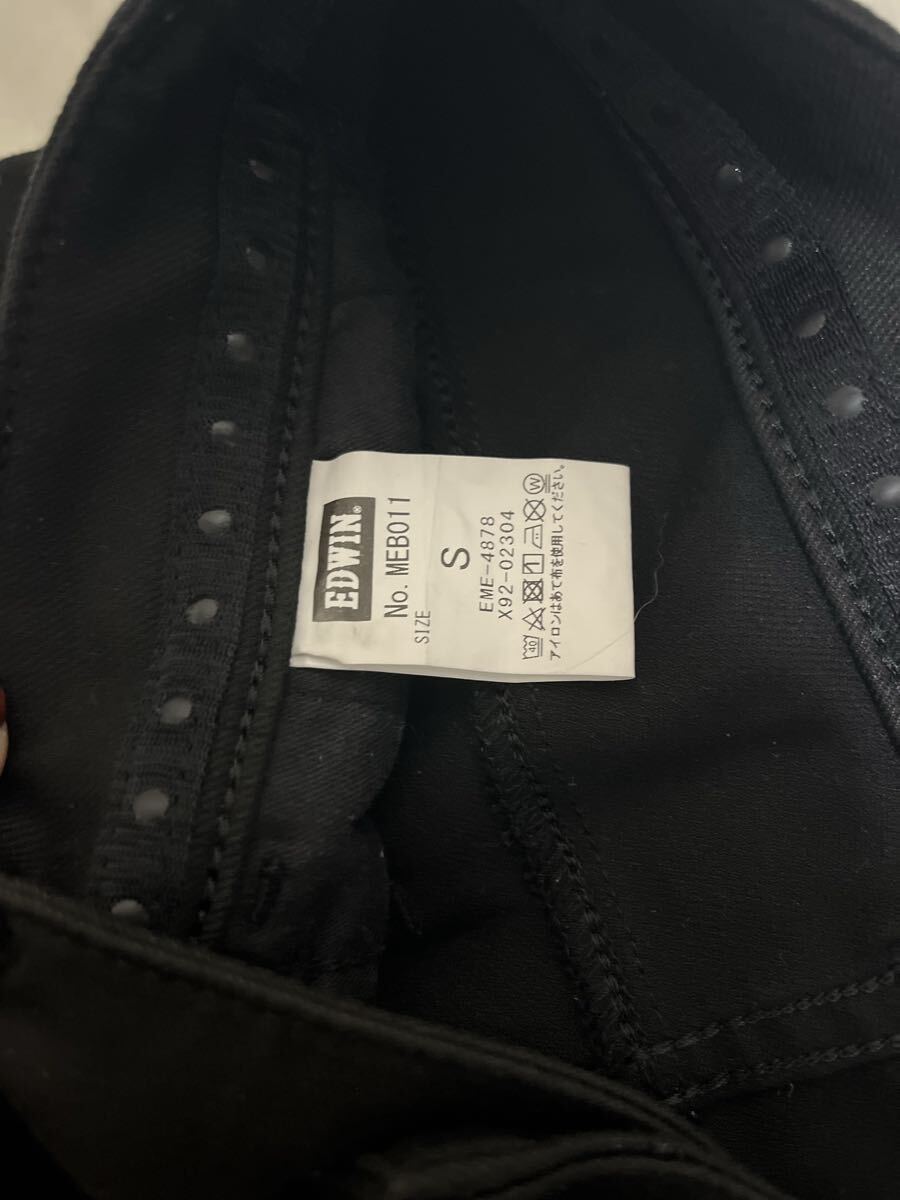 EDWIN®
No. MEB011
SIZE
S
EME-4878
X92-02304
40 W
アイロンはあて布を使用してください。